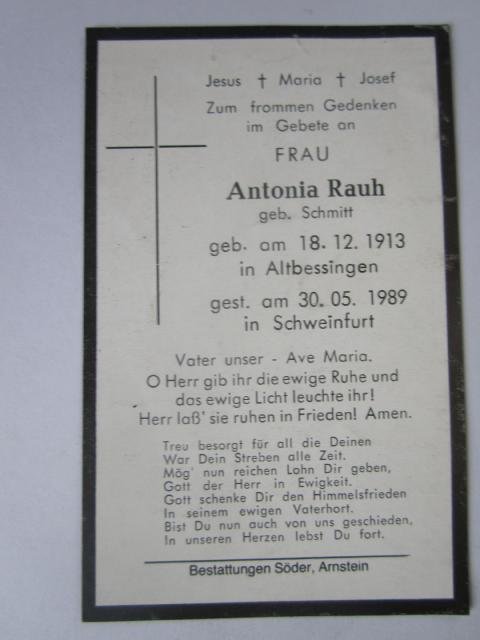 Jesus † Maria † Josef
Zum frommen Gedenken
im Gebete an
FRAU
Antonia Rauh
geb. Schmitt
geb. am 18. 12. 1913
in Altbessingen
gest. am 30. 05. 1989
in Schweinfurt
Vater unser - Ave Maria.
O Herr gib ihr die ewige Ruhe und
das ewige Licht leuchte ihr!
Herr laß' sie ruhen in Frieden! Amen.
Treu besorgt für all die Deinen
War Dein Streben alle Zeit.
Mög' nun reichen Lohn Dir geben,
Gott der Herr in Ewigkeit.
Gott schenke Dir den Himmelsfrieden
In seinem ewigen Vaterhort.
Bist Du nun auch von uns geschieden,
In unseren Herzen lebst Du fort.
Bestattungen Söder, Arnstein